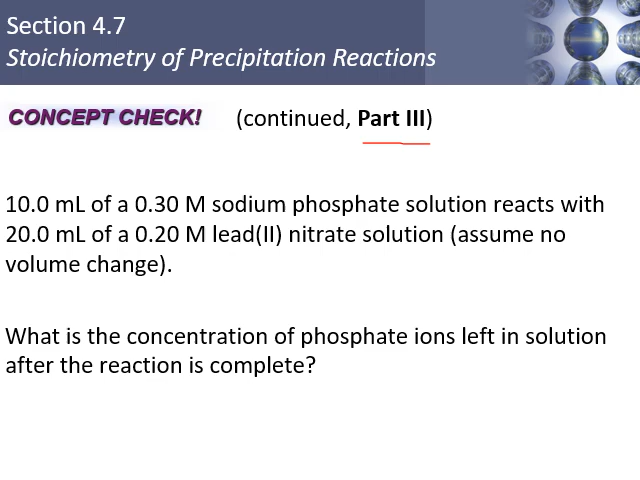 Section 4.7
Stoichiometry of Precipitation Reactions
CONCEPT CHECK! (continued, Part III)
10.0 mL of a 0.30 M sodium phosphate solution reacts with
20.0 mL of a 0.20 M lead(II) nitrate solution (assume no
volume change).
What is the concentration of phosphate ions left in solution
after the reaction is complete?